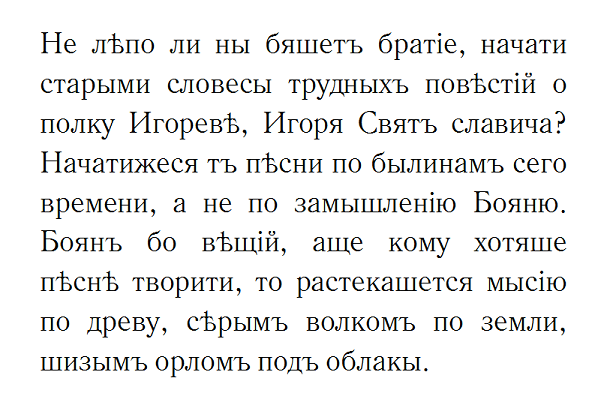 Не лѣпо ли ны бяшетъ братіе, начати
старыми словесы трудныхъ повѣстій о
полку Игоревѣ, Игоря Святъ славича?
Начатижеся тъ пѣсни по былинамъ сего
времени, а не по замышленію Бояню.
Боянъ бо вѣщій, аще кому хотяше
пѣснѣ творити, то растекашется мысію
по древу, сѣрымъ волкомъ по земли,
шизымъ орломъ подъ облакы.